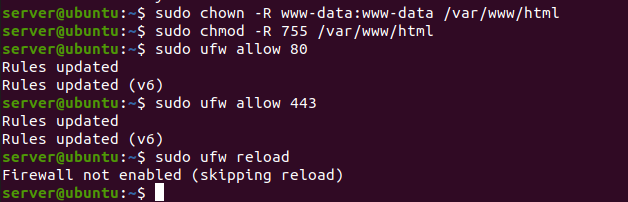 server@ubuntu:~$ sudo chown -R www-data:www-data /var/www/html
server@ubuntu:~$ sudo chmod -R 755 /var/www/html
server@ubuntu:~$ sudo ufw allow 80
Rules updated
Rules updated (v6)
server@ubuntu:~$ sudo ufw allow 443
Rules updated
Rules updated (v6)
server@ubuntu:~$ sudo ufw reload
Firewall not enabled (skipping reload)
server@ubuntu:~$